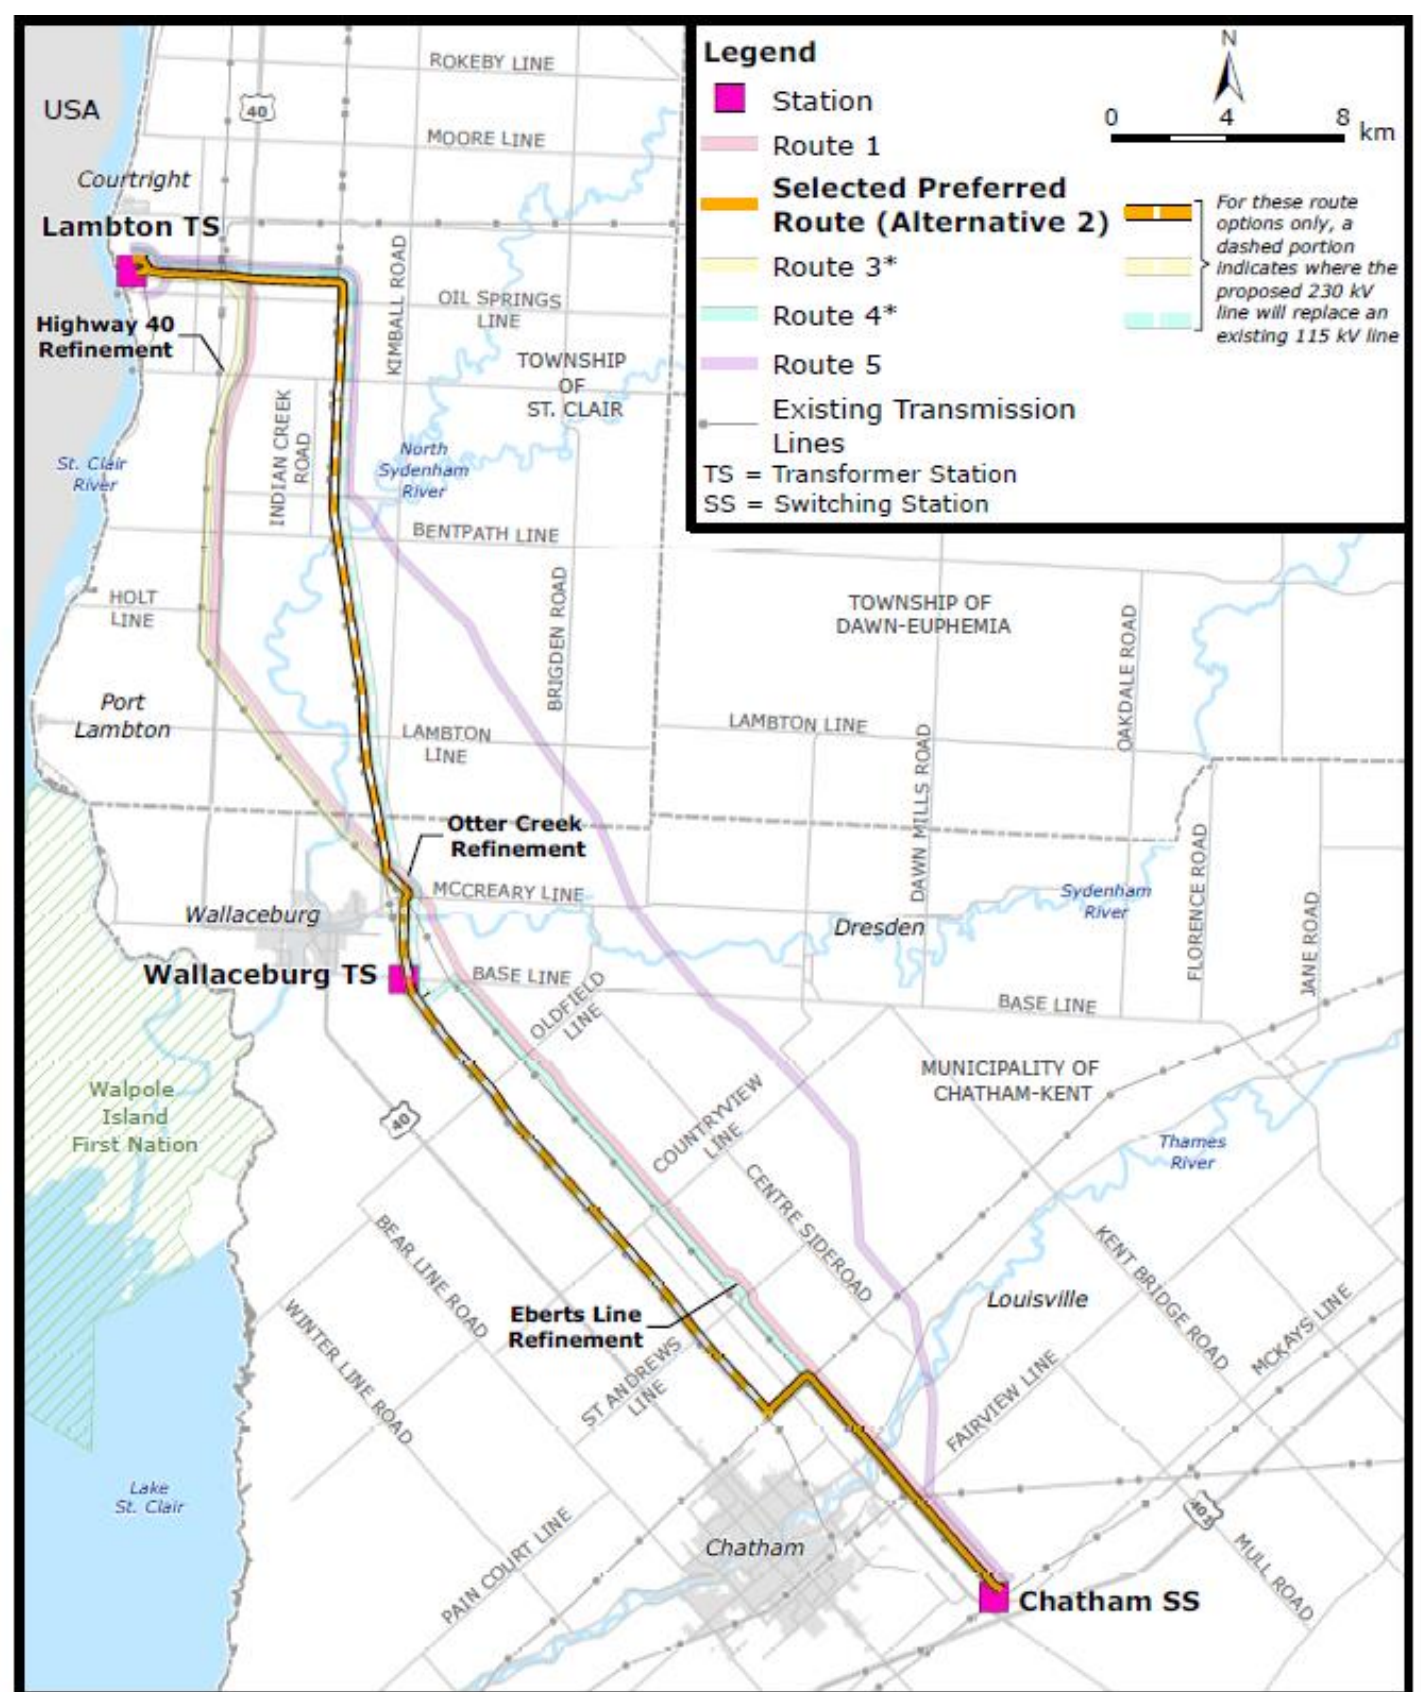 Legend
Station
Route 1
Selected Preferred
Route (Alternative 2)
Route 3*
Route 4*
Route 5
Existing Transmission
Lines
TS = Transformer Station
SS = Switching Station
N
0 4 8 km
For these route
options only, a
dashed portion
indicates where the
proposed 230 kV
line will replace an
existing 115 kV line
USA
40
ROKEBY LINE
MOORE LINE
Courtright
Lambton TS
KIMBALL ROAD
OIL SPRINGS
LINE
Highway 40
Refinement
TOWNSHIP
OF
ST. CLAIR
INDIAN CREEK
ROAD
North
Sydenham
River
St. Clair
River
BENTPATH LINE
HOLT
LINE
BRIGDEN ROAD
TOWNSHIP OF
DAWN-EUPHEMIA
OAKDALE ROAD
Port
Lambton
LAMBTON
LINE
LAMBTON LINE
DAWN MILLS ROAD
Otter Creek
Refinement
MCCREARY LINE
Wallaceburg
Dresden
Sydenham
River
FLORENCE ROAD
JANE ROAD
Wallaceburg TS
BASE LINE
OLDFIELD
LINE
BASE LINE
MUNICIPALITY OF
CHATHAM-KENT
Walpole
Island
First Nation
40
COUNTRYVIEW
LINE
Thames
River
CENTRE SIDEROAD
BEAR LINE ROAD
KENT BRIDGE ROAD
Louisville
WINTER LINE ROAD
Eberts Line
Refinement
MCKAYS LINE
ST ANDREWS
LINE
FAIRVIEW LINE
Lake
St. Clair
401
Chatham
PAIN COURT LINE
MULL ROAD
Chatham SS